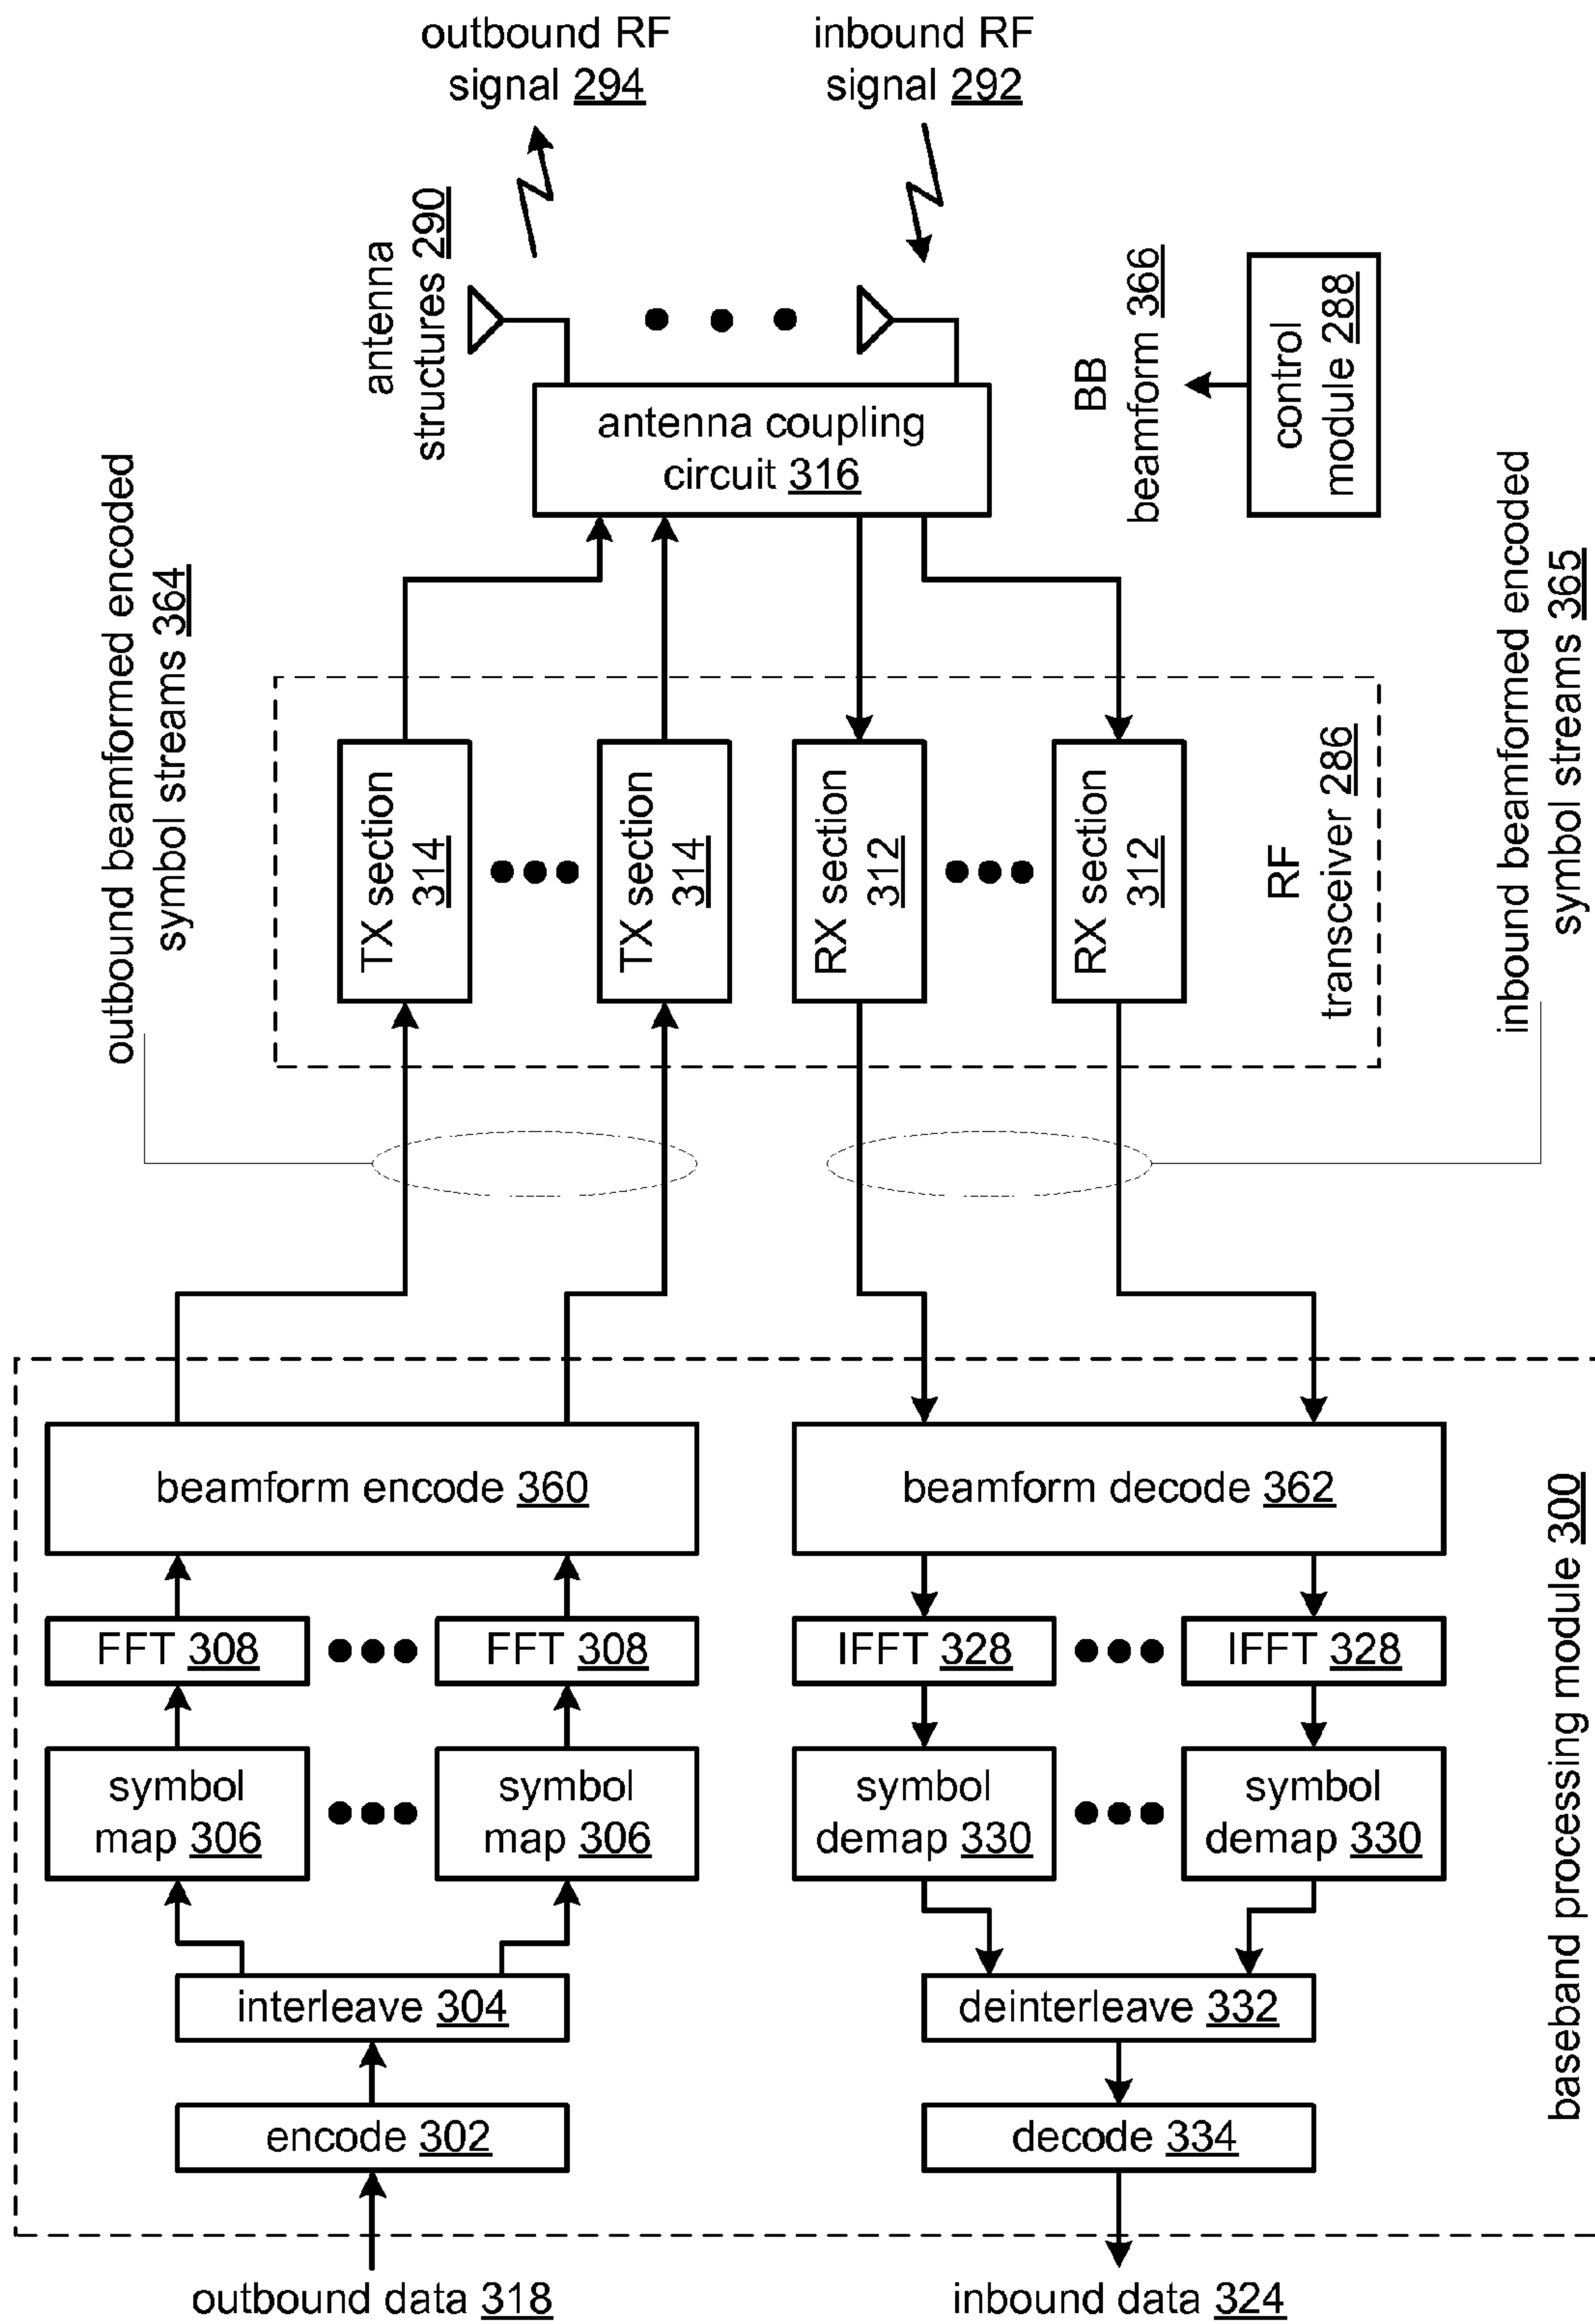 outbound RF
signal 294
inbound RF
signal 292
antenna
structures 290
BB
beamform 366
control
module 288
antenna coupling
circuit 316
outbound beamformed encoded
symbol streams 364
inbound beamformed encoded
symbol streams 365
TX section
314
TX section
314
RX section
312
RX section
312
RF
transceiver 286
beamform encode 360
beamform decode 362
FFT 308
FFT 308
IFFT 328
IFFT 328
symbol
map 306
symbol
map 306
symbol
demap 330
symbol
demap 330
interleave 304
deinterleave 332
encode 302
decode 334
baseband processing module 300
outbound data 318
inbound data 324